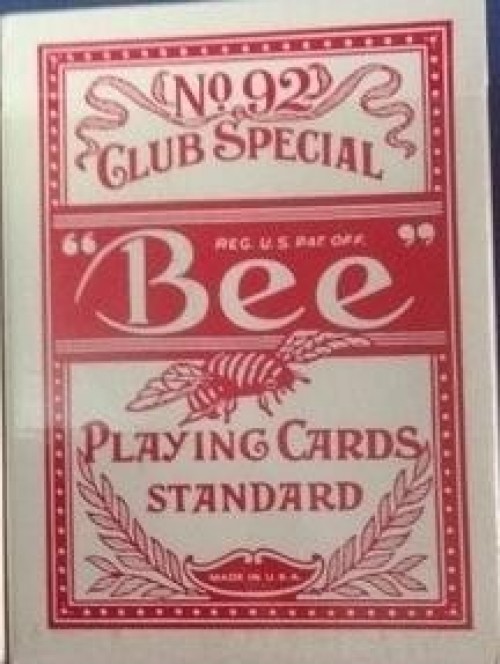 No 92
CLUB SPECIAL
REG. U.S. PAT. OFF.
"Bee"
PLAYING CARDS
STANDARD
MADE IN U.S.A.